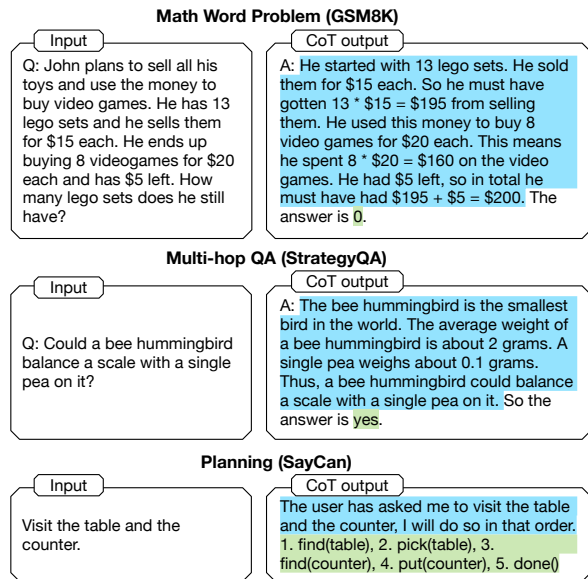 Math Word Problem (GSM8K)
Input
Q: John plans to sell all his
toys and use the money to
buy video games. He has 13
lego sets and he sells them
for $15 each. He ends up
buying 8 videogames for $20
each and has $5 left. How
many lego sets does he still
have?
CoT output
A: He started with 13 lego sets. He sold
them for $15 each. So he must have
gotten 13 * $15 = $195 from selling
them. He used this money to buy 8
video games for $20 each. This means
he spent 8 * $20 = $160 on the video
games. He had $5 left, so in total he
must have had $195 + $5 = $200. The
answer is 0.
Multi-hop QA (StrategyQA)
Input
Q: Could a bee hummingbird
balance a scale with a single
pea on it?
CoT output
A: The bee hummingbird is the smallest
bird in the world. The average weight of
a bee hummingbird is about 2 grams. A
single pea weighs about 0.1 grams.
Thus, a bee hummingbird could balance
a scale with a single pea on it. So the
answer is yes.
Planning (SayCan)
Input
Visit the table and the
counter.
CoT output
The user has asked me to visit the table
and the counter, I will do so in that order.
1. find(table), 2. pick(table), 3.
find(counter), 4. put(counter), 5. done()